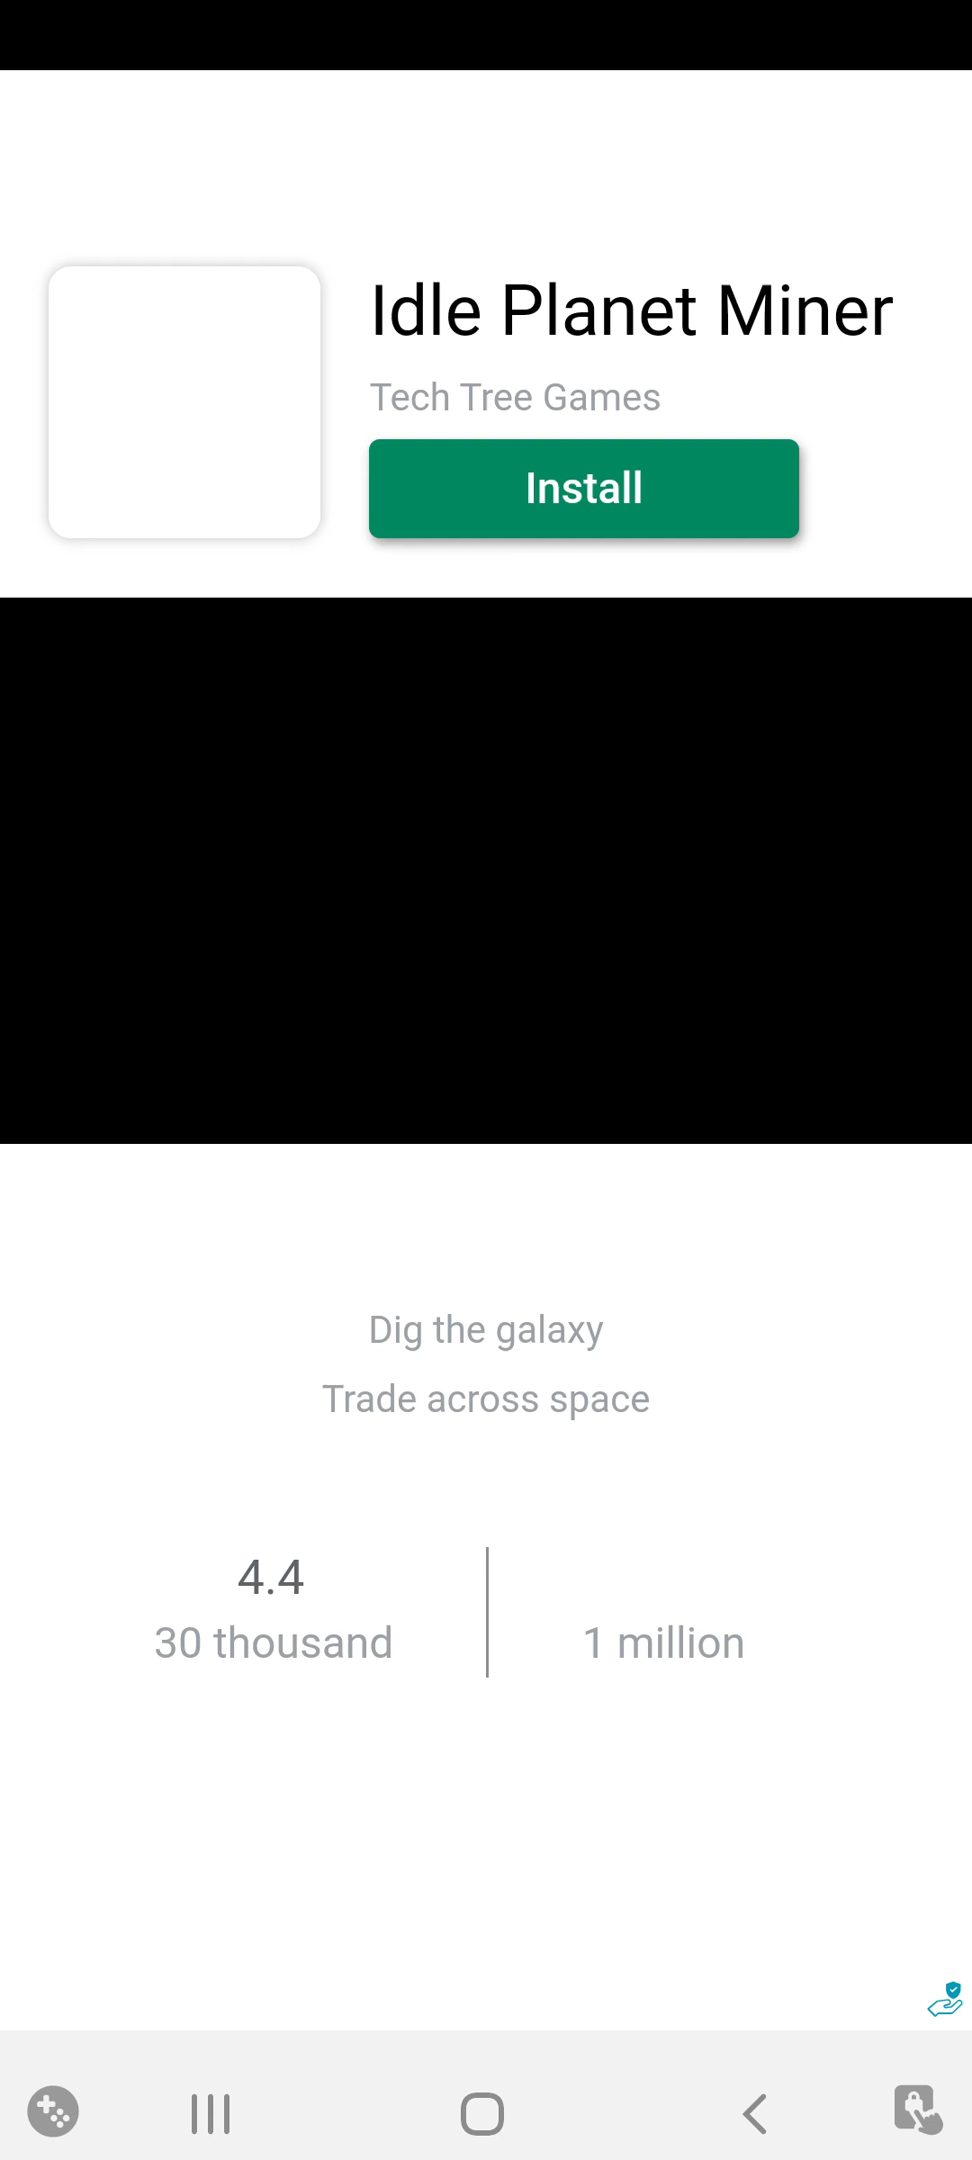 Idle Planet Miner
Tech Tree Games
Install
Dig the galaxy
Trade across space
4.4
30 thousand
1 million